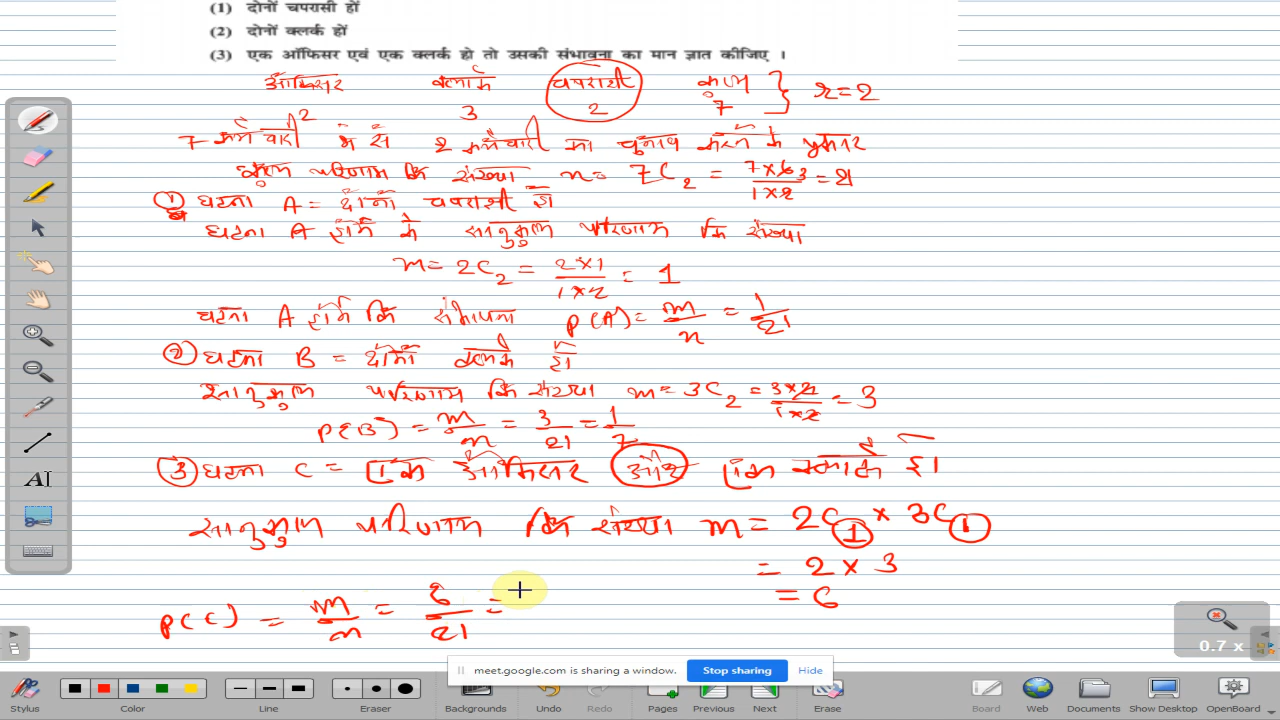 (1) दोनों चपरासी हों
(2) दोनों क्लर्क हों
(3) एक ऑफिसर एवं एक क्लर्क हो तो उसकी संभावना का मान ज्ञात कीजिए ।
ऑफिसर क्लार्क चपरासी कुल } r=2
2 3 2 7
7 कर्मचारी में से 2 कर्मचारी का चुनाव करने के प्रकार
कुल परिणाम कि संख्या n = 7C2 = 7×6 3 / 1×2 = 21
① घटना A = दोनों चपरासी हो
घटना A होने के सानुकुल परिणाम कि संख्या
m = 2C2 = 2×1 / 1×2 = 1
घटना A होने कि संभावना P(A) = m/n = 1/21
② घटना B = दोनों क्लार्क हो
सानुकुल परिणाम कि संख्या m = 3C2 = 3×2 / 1×2 = 3
P(B) = m/n = 3/21 = 1/7
③ घटना C = एक ऑफिसर और एक क्लार्क हो
सानुकुल परिणाम कि संख्या m = 2C1 × 3C1
= 2 × 3
= 6
P(C) = m/n = 6/21 =
0.7 x
meet.google.com is sharing a window. Stop sharing Hide
Stylus Color Line Eraser Backgrounds Undo Redo Pages Previous Next Erase Board Web Documents Show Desktop OpenBoard